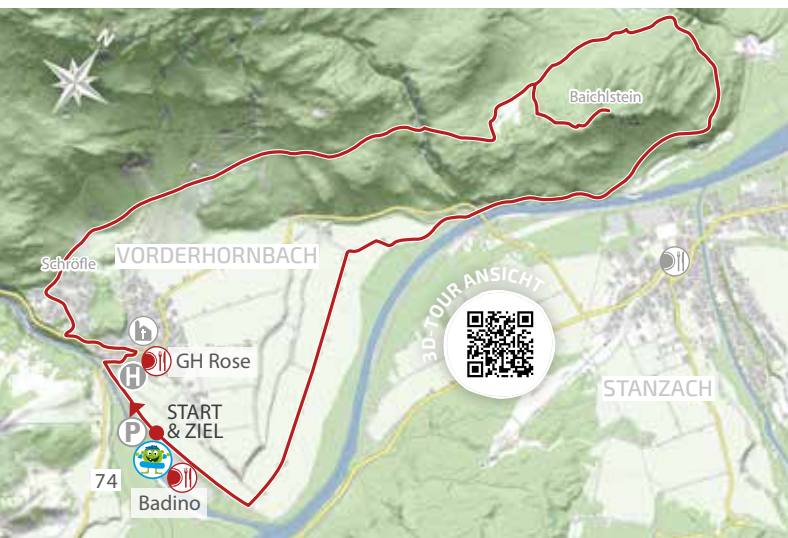 N
Baichlstein
VORDERHORNBACH
Schröfle
3D-TOUR ANSICHT
GH Rose
H
STANZACH
START
& ZIEL
P
74
Badino